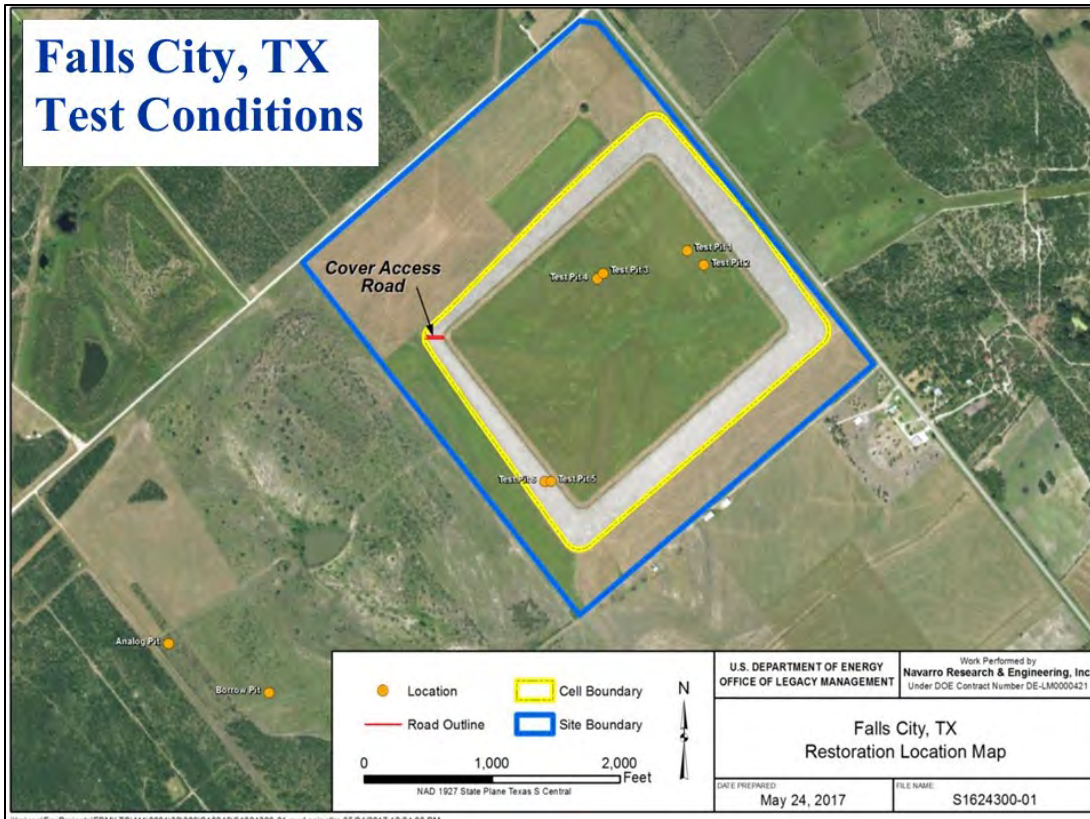 Falls City, TX
Test Conditions
Cover Access
Road
Test Pit 1
Test Pit 2
Test Pit 3
Test Pit 4
Test Pit 5
Test Pit 6
Analog Pit
Borrow Pit
Location
Cell Boundary
Road Outline
Site Boundary
N
0 1,000 2,000
Feet
NAD 1927 State Plane Texas S Central
U.S. DEPARTMENT OF ENERGY
OFFICE OF LEGACY MANAGEMENT
Work Performed by
Navarro Research & Engineering, Inc
Under DOE Contract Number DE-LM0000421
Falls City, TX
Restoration Location Map
DATE PREPARED:
May 24, 2017
FILE NAME:
S1624300-01